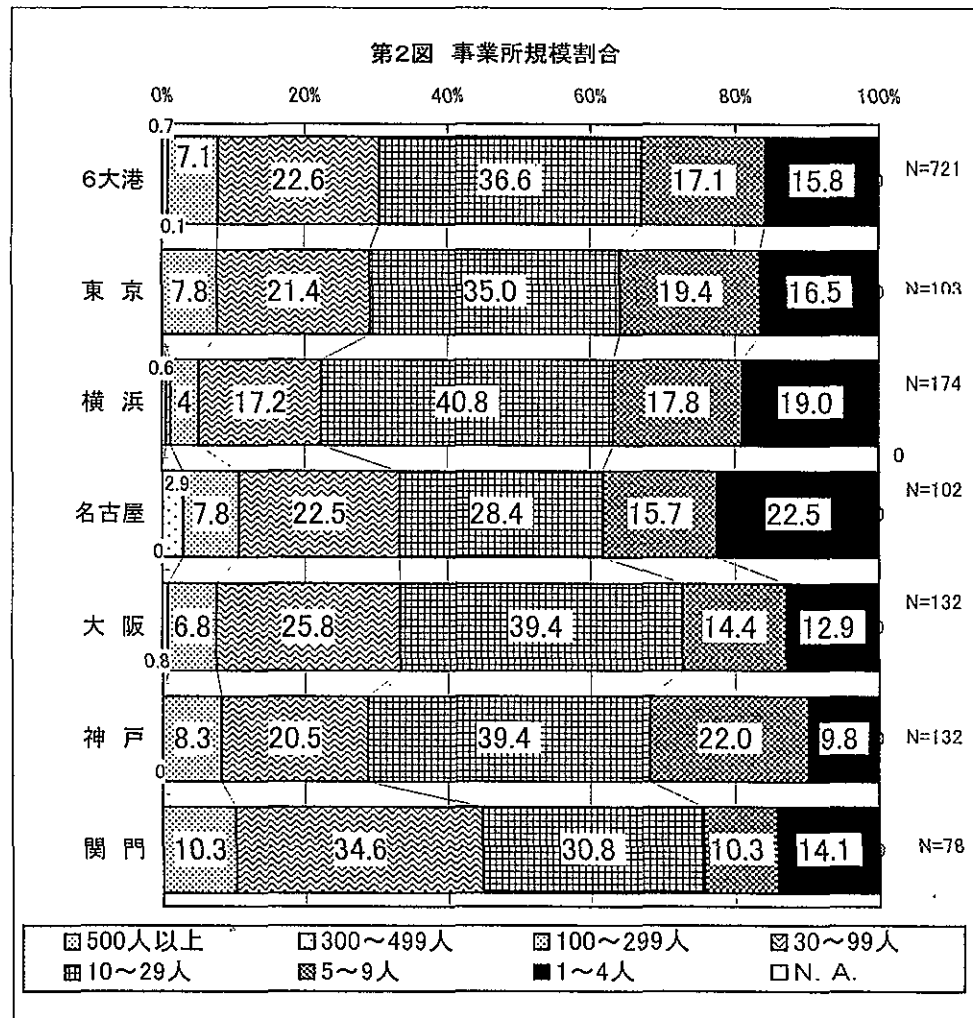 第2図 事業所規模割合
0% 20% 40% 60% 80% 100%
0.7
6大港 7.1 22.6 36.6 17.1 15.8 N=721
0.1
東京 7.8 21.4 35.0 19.4 16.5 N=103
0.6
横浜 4 17.2 40.8 17.8 19.0 N=174
0
2.9
名古屋 7.8 22.5 28.4 15.7 22.5 N=102
0
大阪 6.8 25.8 39.4 14.4 12.9 N=132
0.8
神戸 8.3 20.5 39.4 22.0 9.8 N=132
0
関門 10.3 34.6 30.8 10.3 14.1 N=78
500人以上 300～499人 100～299人 30～99人
10～29人 5～9人 1～4人 N. A.